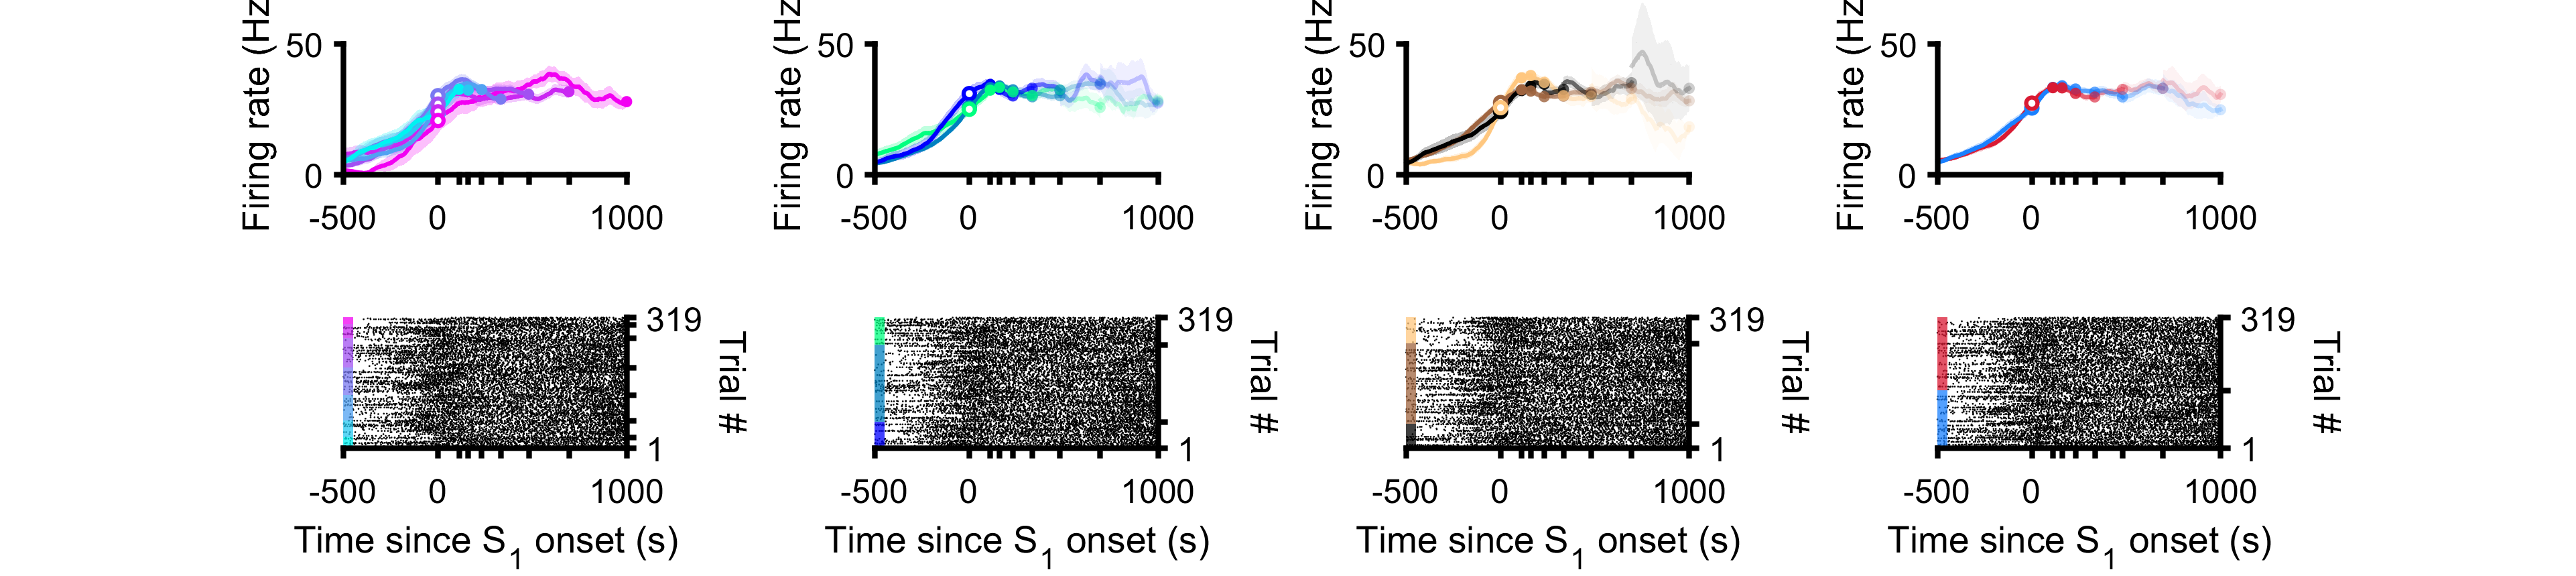 Firing rate (Hz Firing rate (Hz Firing rate (Hz Firing rate (Hz
50 50 50 50
0 0 0 0
-500 0 1000 -500 0 1000 -500 0 1000 -500 0 1000
319 319 319 319
Trial # Trial # Trial # Trial #
1 1 1 1
-500 0 1000 -500 0 1000 -500 0 1000 -500 0 1000
Time since S1 onset (s) Time since S1 onset (s) Time since S1 onset (s) Time since S1 onset (s)